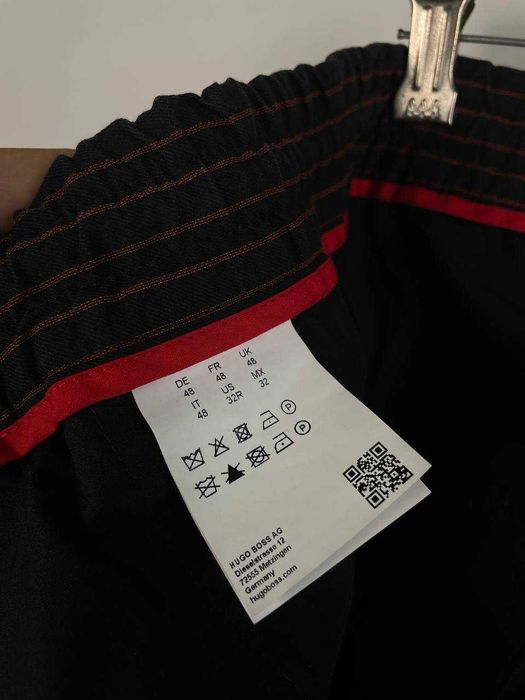 DE FR UK
48 48 48
IT US MX
48 32R 32
P
P
HUGO BOSS AG
Dieselstrasse 12
72555 Metzingen
Germany
hugoboss.com